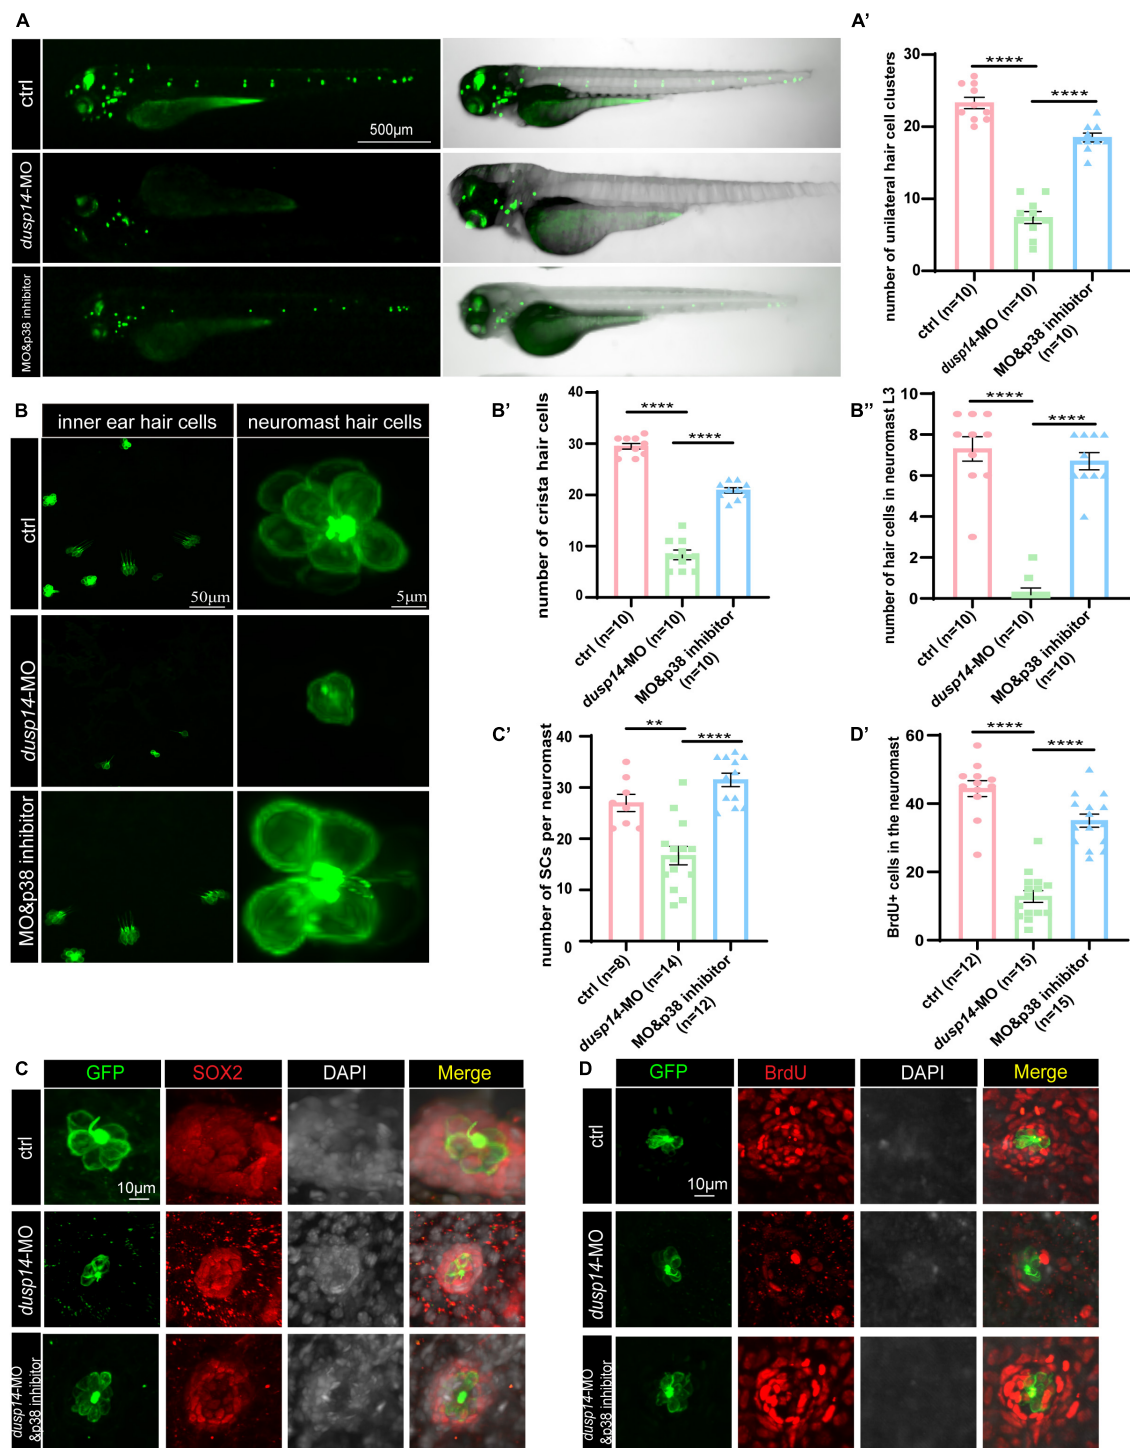 A
ctrl
500µm
dusp14-MO
MO&p38 inhibitor
A’
number of unilateral hair cell clusters
30
20
10
0
****
****
ctrl (n=10)
dusp14-MO (n=10)
MO&p38 inhibitor
(n=10)
B
inner ear hair cells
neuromast hair cells
ctrl
50µm
5µm
dusp14-MO
MO&p38 inhibitor
B’
number of crista hair cells
40
30
20
10
0
****
****
ctrl (n=10)
dusp14-MO (n=10)
MO&p38 inhibitor
(n=10)
B”
number of hair cells in neuromast L3
10
8
6
4
2
0
****
****
ctrl (n=10)
dusp14-MO (n=10)
MO&p38 inhibitor
(n=10)
C’
number of SCs per neuromast
40
30
20
10
0
**
****
ctrl (n=8)
dusp14-MO (n=14)
MO&p38 inhibitor
(n=12)
D’
BrdU+ cells in the neuromast
60
40
20
0
****
****
ctrl (n=12)
dusp14-MO (n=15)
MO&p38 inhibitor
(n=15)
C
GFP
SOX2
DAPI
Merge
ctrl
10µm
dusp14-MO
dusp14-MO
&p38 inhibitor
D
GFP
BrdU
DAPI
Merge
ctrl
10µm
dusp14-MO
dusp14-MO
&p38 inhibitor